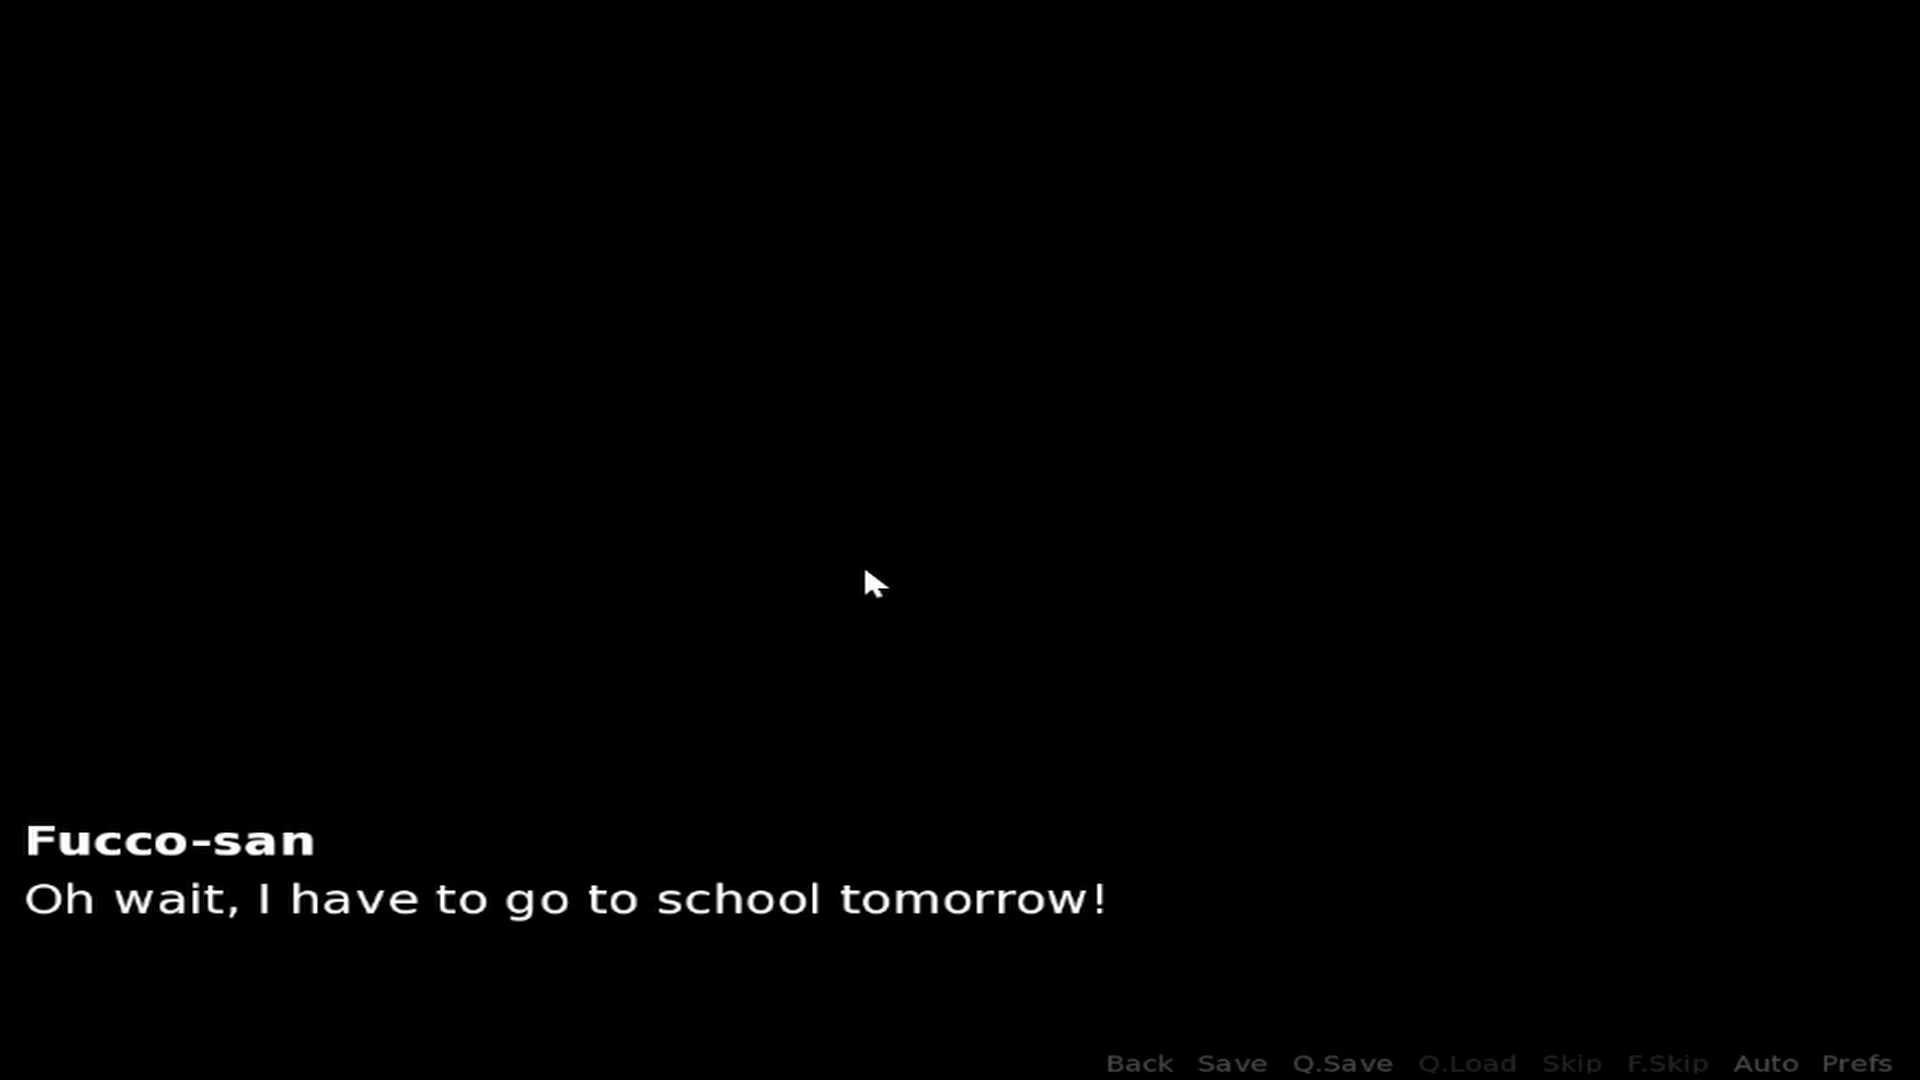 Fucco-san
Oh wait, I have to go to school tomorrow!
Back Save Q.Save Q.Load Skip F.Skip Auto Prefs